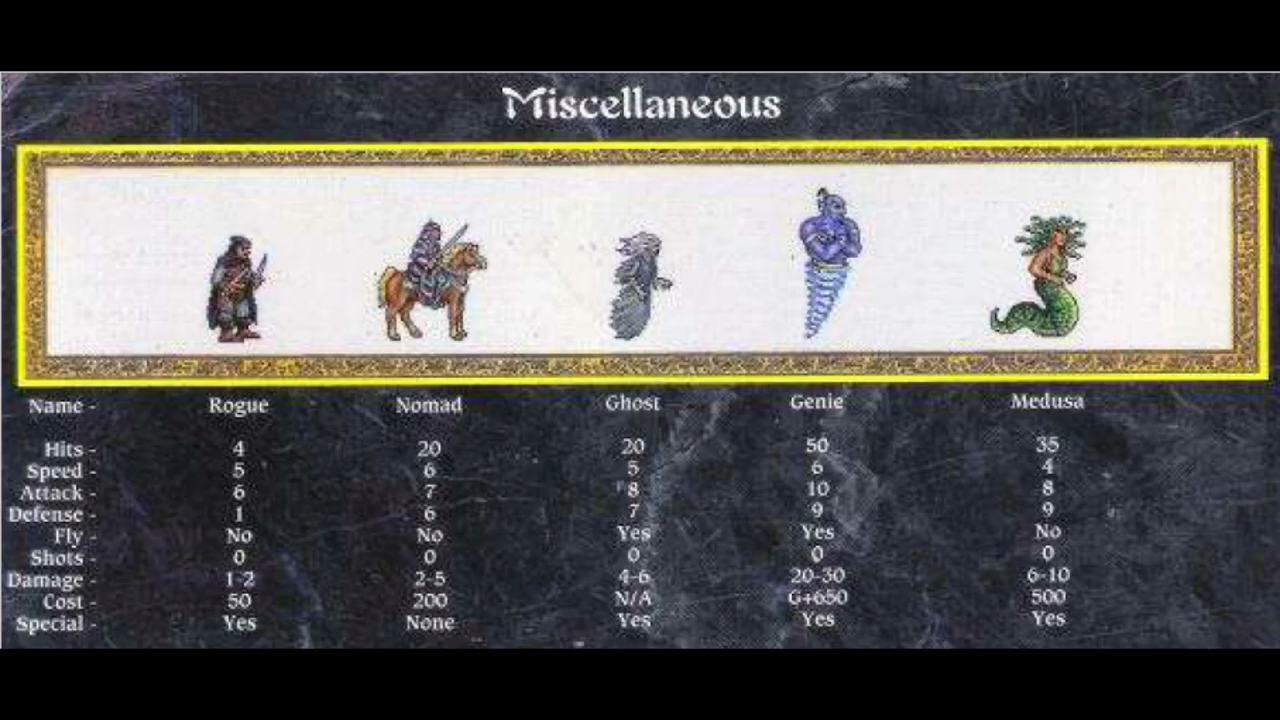 Miscellaneous
Name - Rogue Nomad Ghost Genie Medusa
Hits - 4 20 20 50 35
Speed - 5 6 5 6 4
Attack - 6 7 8 10 8
Defense - 1 6 7 9 9
Fly - No No Yes Yes No
Shots - 0 0 0 0 0
Damage - 1-2 2-5 4-6 20-30 6-10
Cost - 50 200 N/A G+650 500
Special - Yes None Yes Yes Yes